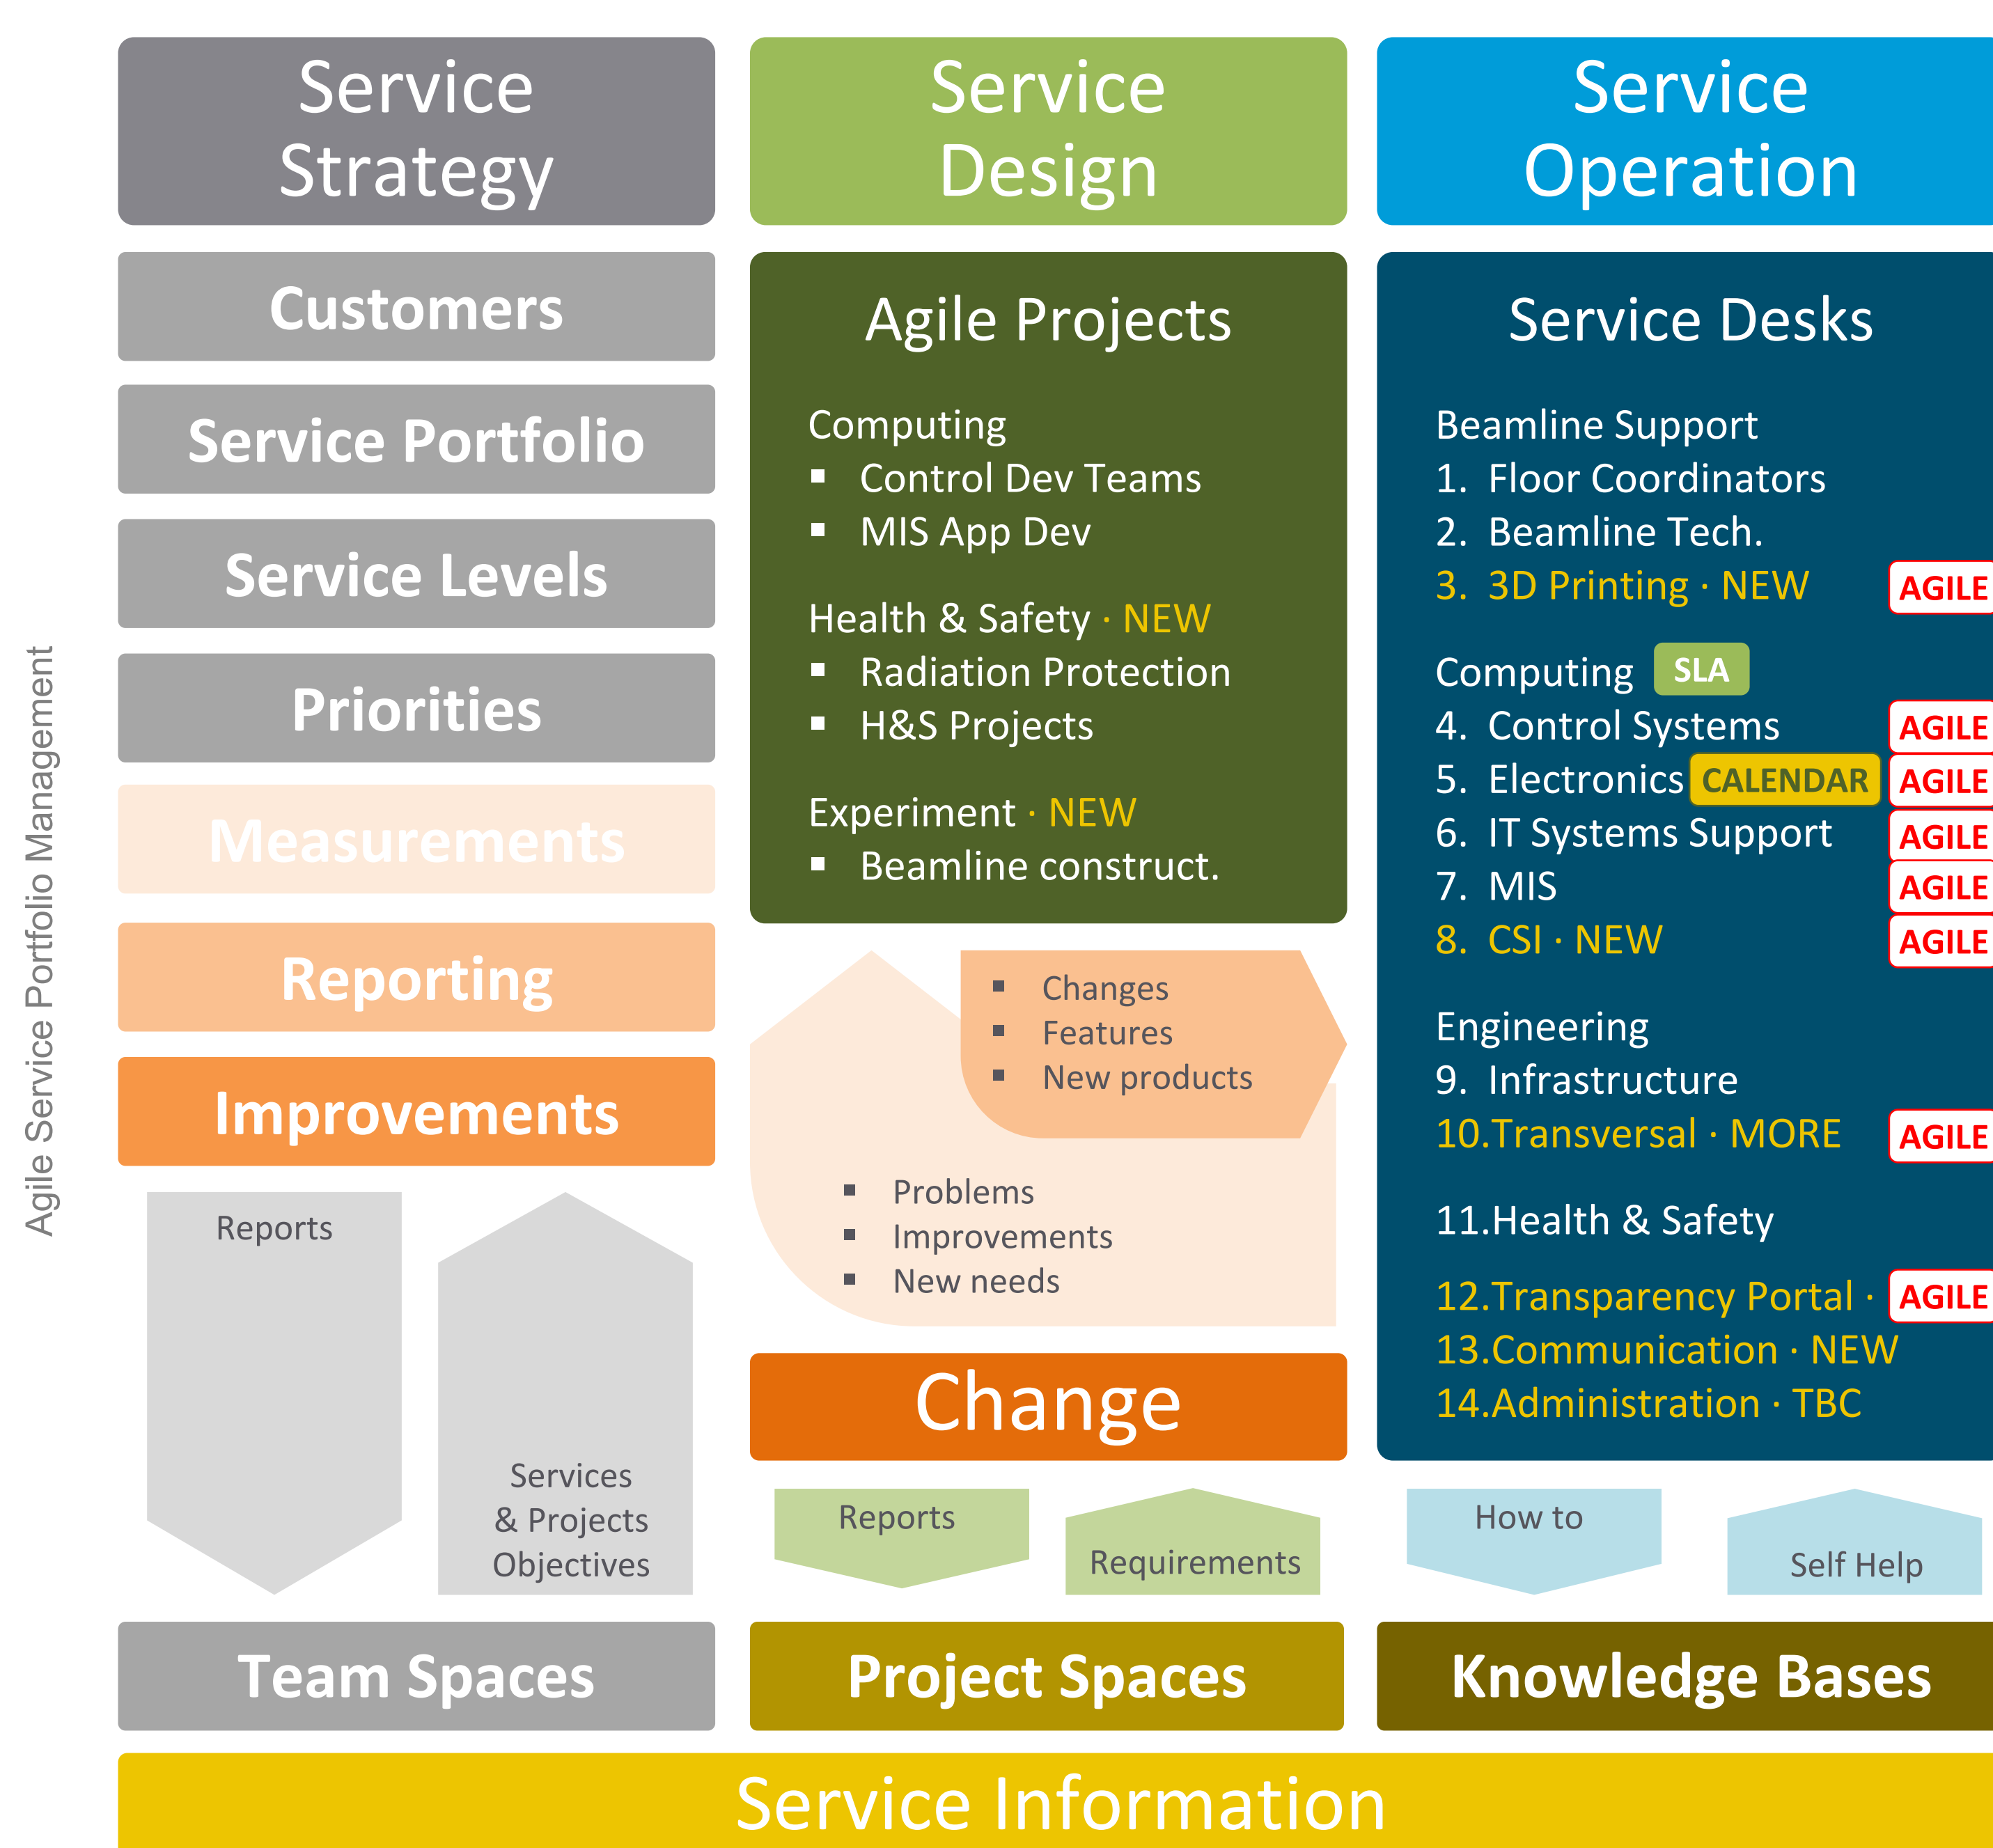 Agile Service Portfolio Management
Service
Strategy
Customers
Service Portfolio
Service Levels
Priorities
Measurements
Reporting
Improvements
Reports
Services
& Projects
Objectives
Team Spaces
Service
Design
Agile Projects
Computing
▪ Control Dev Teams
▪ MIS App Dev
Health & Safety · NEW
▪ Radiation Protection
▪ H&S Projects
Experiment · NEW
▪ Beamline construct.
▪ Changes
▪ Features
▪ New products
▪ Problems
▪ Improvements
▪ New needs
Change
Reports
Requirements
Project Spaces
Service
Operation
Service Desks
Beamline Support
1. Floor Coordinators
2. Beamline Tech.
3. 3D Printing · NEW AGILE
Computing SLA
4. Control Systems AGILE
5. Electronics CALENDAR AGILE
6. IT Systems Support AGILE
7. MIS AGILE
8. CSI · NEW AGILE
Engineering
9. Infrastructure
10.Transversal · MORE AGILE
11.Health & Safety
12.Transparency Portal · AGILE
13.Communication · NEW
14.Administration · TBC
How to
Self Help
Knowledge Bases
Service Information